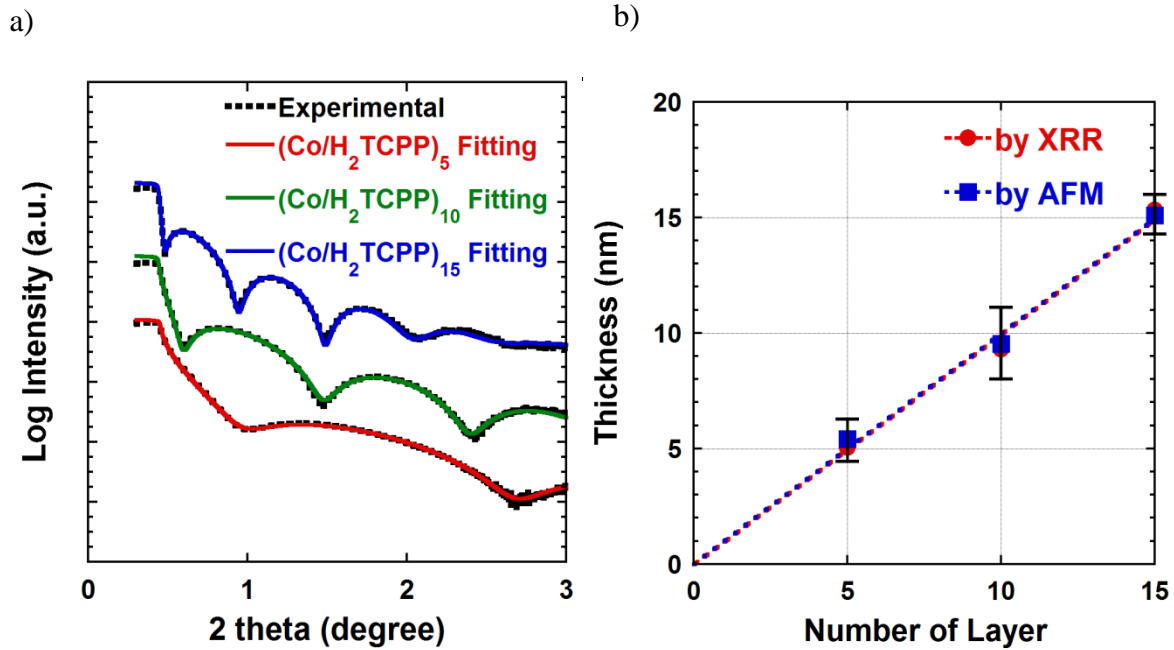 a)
Experimental
(Co/H2TCPP)5 Fitting
(Co/H2TCPP)10 Fitting
(Co/H2TCPP)15 Fitting
Log Intensity (a.u.)
0 1 2 3
2 theta (degree)
b)
by XRR
by AFM
Thickness (nm)
20
15
10
5
0
0 5 10 15
Number of Layer